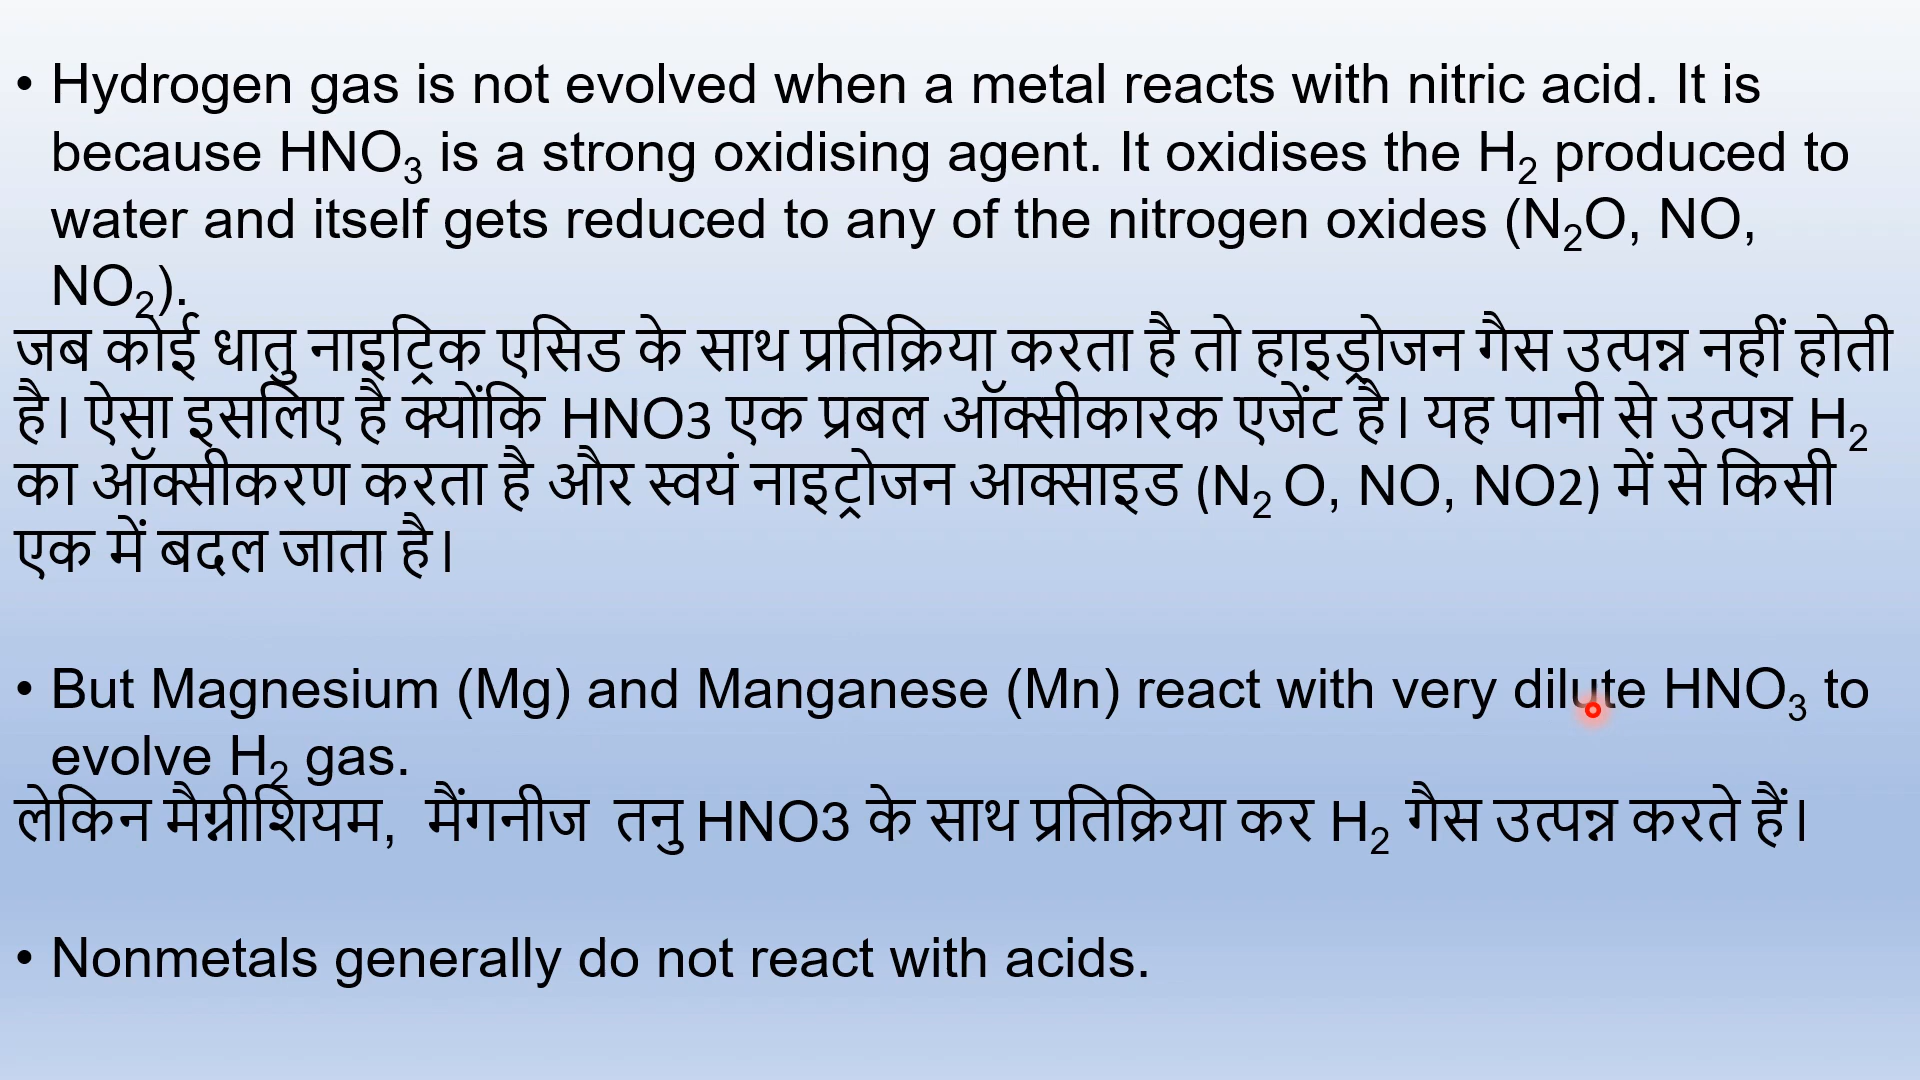 • Hydrogen gas is not evolved when a metal reacts with nitric acid. It is
because HNO₃ is a strong oxidising agent. It oxidises the H₂ produced to
water and itself gets reduced to any of the nitrogen oxides (N₂O, NO,
NO₂).
जब कोई धातु नाइट्रिक एसिड के साथ प्रतिक्रिया करता है तो हाइड्रोजन गैस उत्पन्न नहीं होती
है। ऐसा इसलिए है क्योंकि HNO3 एक प्रबल ऑक्सीकारक एजेंट है। यह पानी से उत्पन्न H₂
का ऑक्सीकरण करता है और स्वयं नाइट्रोजन आक्साइड (N₂ O, NO, NO2) में से किसी
एक में बदल जाता है।
• But Magnesium (Mg) and Manganese (Mn) react with very dilute HNO₃ to
evolve H₂ gas.
लेकिन मैग्नीशियम, मैंगनीज तनु HNO3 के साथ प्रतिक्रिया कर H₂ गैस उत्पन्न करते हैं।
• Nonmetals generally do not react with acids.